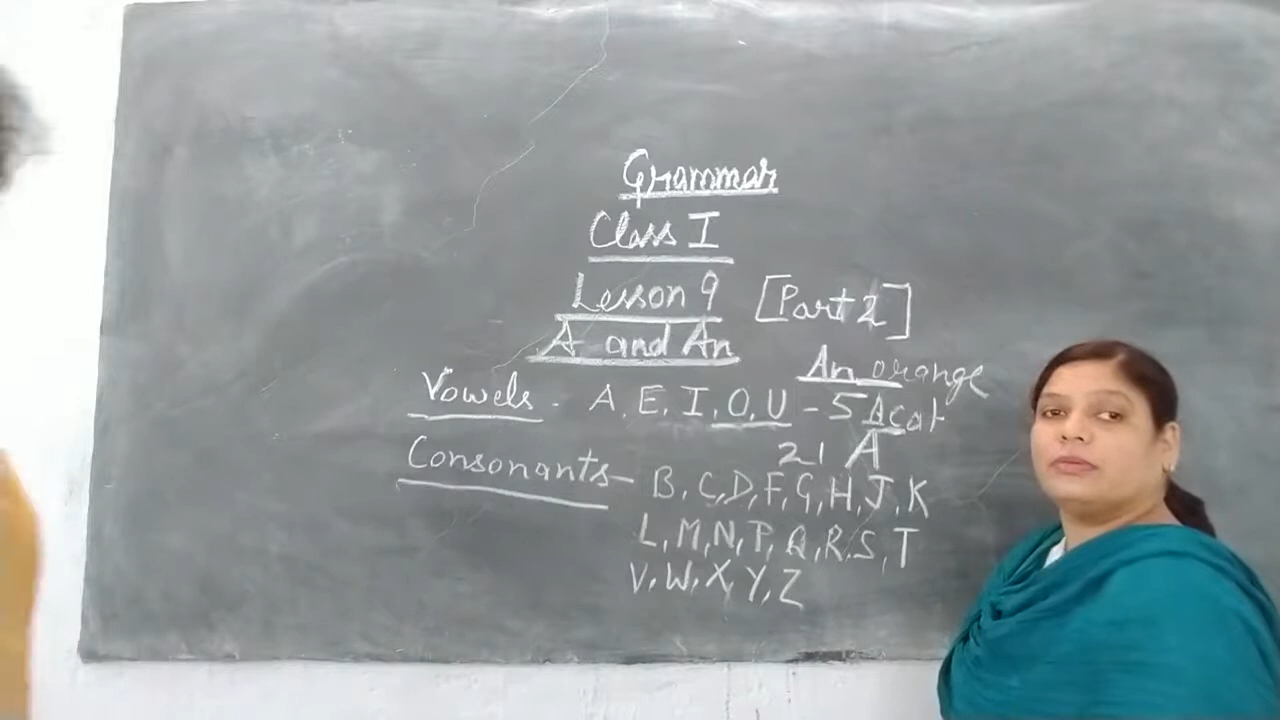 Grammar
Class I
Lesson 9 [Part 2]
A and An
An orange
Vowels - A, E, I, O, U - 5 A cat
21 A
Consonants - B, C, D, F, G, H, J, K
L, M, N, P, Q, R, S, T
V, W, X, Y, Z